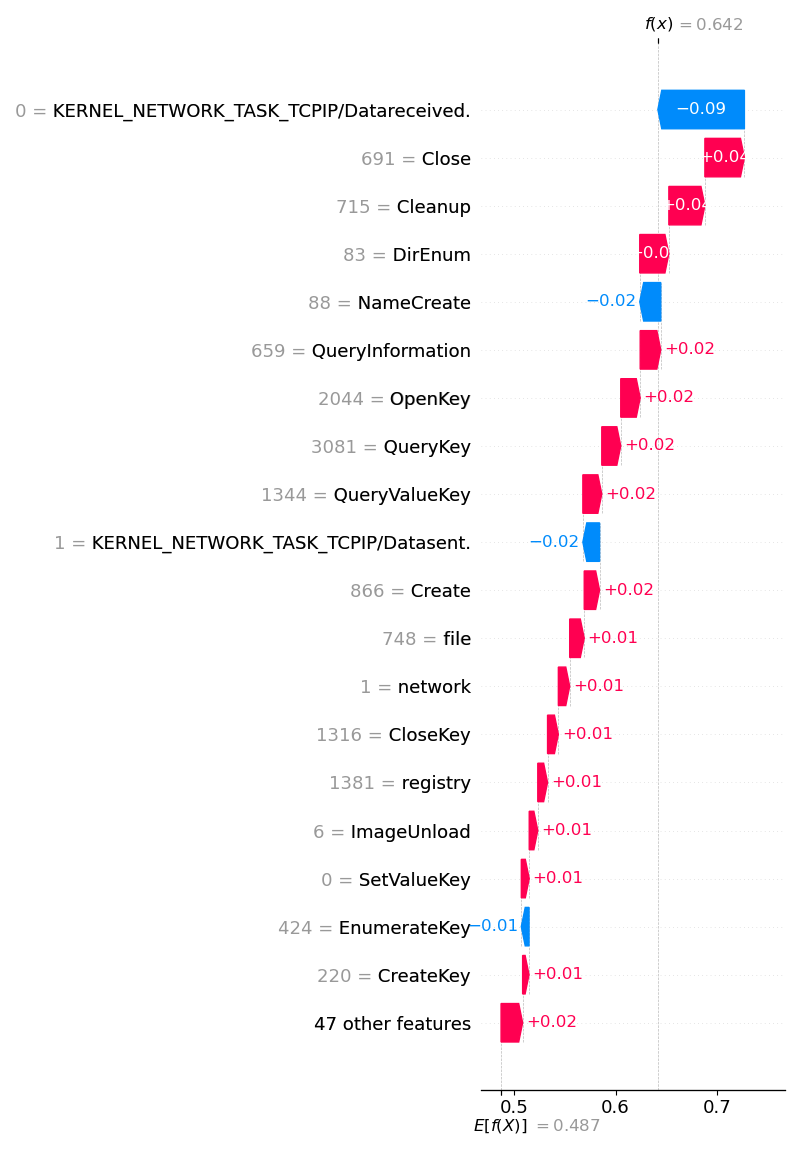 f(x) = 0.642
0 = KERNEL_NETWORK_TASK_TCPIP/Datareceived. −0.09
691 = Close +0.04
715 = Cleanup +0.04
83 = DirEnum
88 = NameCreate −0.02
659 = QueryInformation +0.02
2044 = OpenKey +0.02
3081 = QueryKey +0.02
1344 = QueryValueKey +0.02
1 = KERNEL_NETWORK_TASK_TCPIP/Datasent. −0.02
866 = Create +0.02
748 = file +0.01
1 = network +0.01
1316 = CloseKey +0.01
1381 = registry +0.01
6 = ImageUnload +0.01
0 = SetValueKey +0.01
424 = EnumerateKey −0.01
220 = CreateKey +0.01
47 other features +0.02
0.5 0.6 0.7
E[f(X)] = 0.487